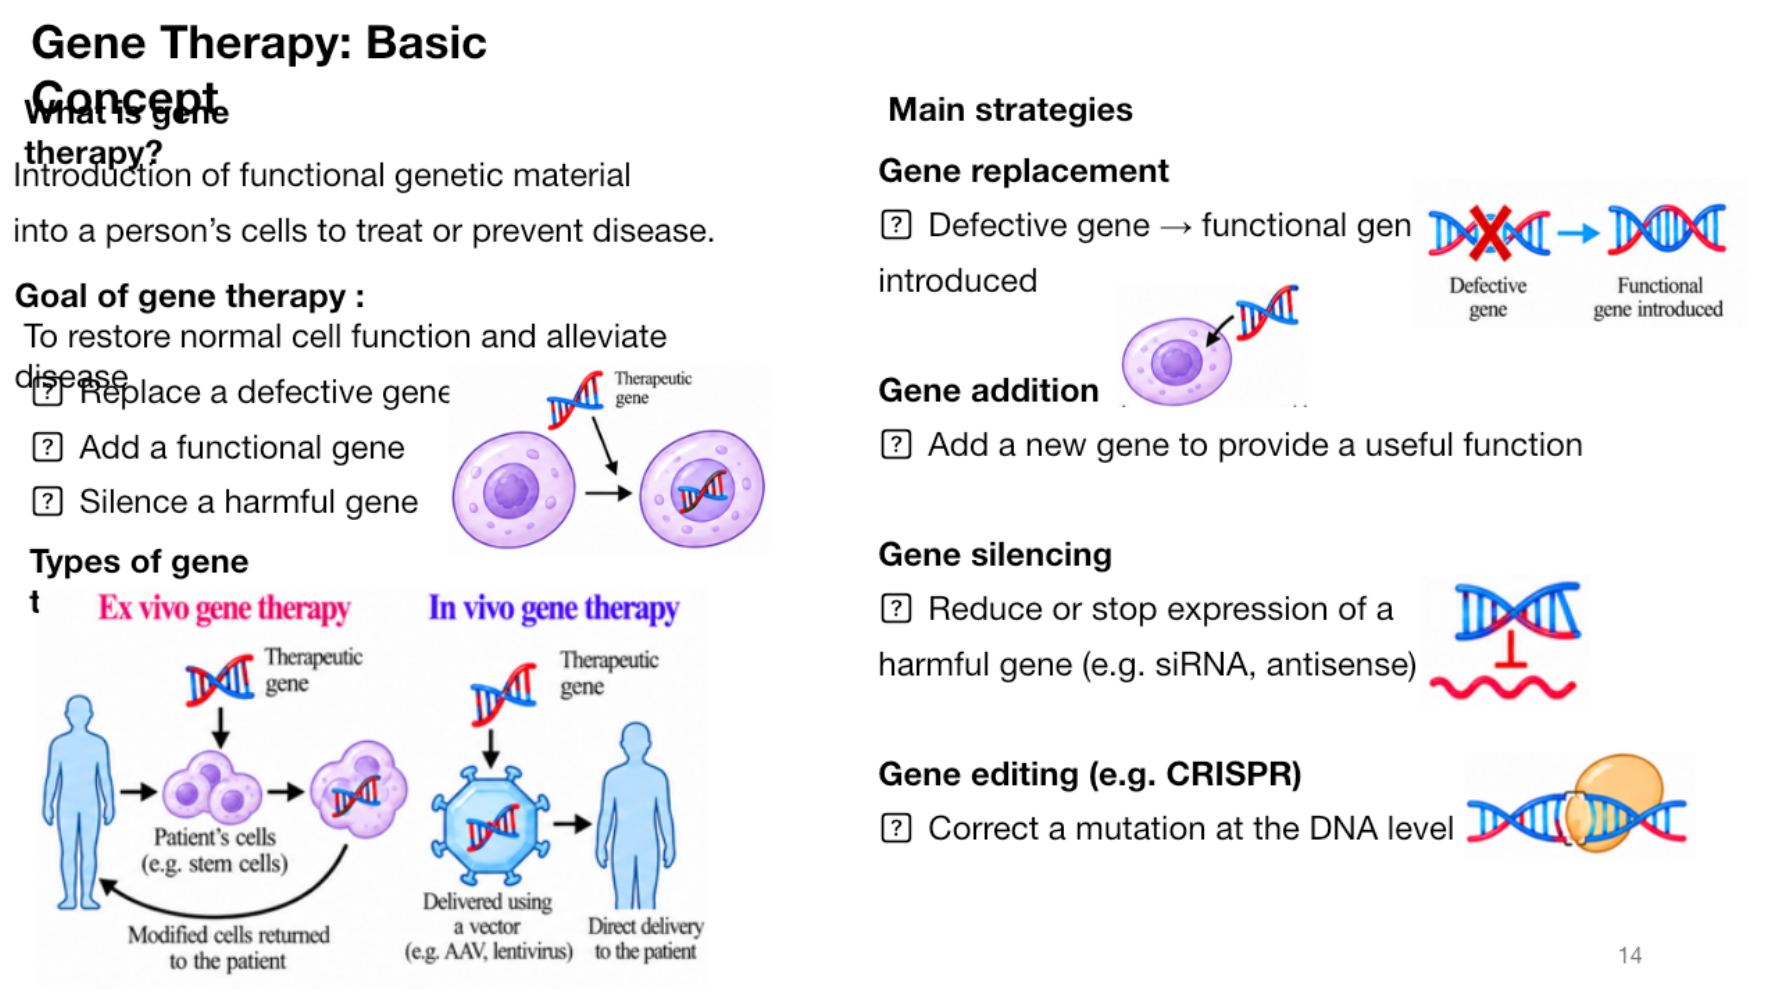 Gene Therapy: Basic
Concept
What is gene
therapy?
Introduction of functional genetic material
into a person’s cells to treat or prevent disease.
Goal of gene therapy :
To restore normal cell function and alleviate
disease
? Replace a defective gene
? Add a functional gene
? Silence a harmful gene
Therapeutic
gene
Types of gene
t
Ex vivo gene therapy
Therapeutic
gene
Patient’s cells
(e.g. stem cells)
Modified cells returned
to the patient
In vivo gene therapy
Therapeutic
gene
Delivered using
a vector
(e.g. AAV, lentivirus)
Direct delivery
to the patient
Main strategies
Gene replacement
? Defective gene → functional gen
introduced
Defective
gene
Functional
gene introduced
Gene addition
? Add a new gene to provide a useful function
Gene silencing
? Reduce or stop expression of a
harmful gene (e.g. siRNA, antisense)
Gene editing (e.g. CRISPR)
? Correct a mutation at the DNA level
14